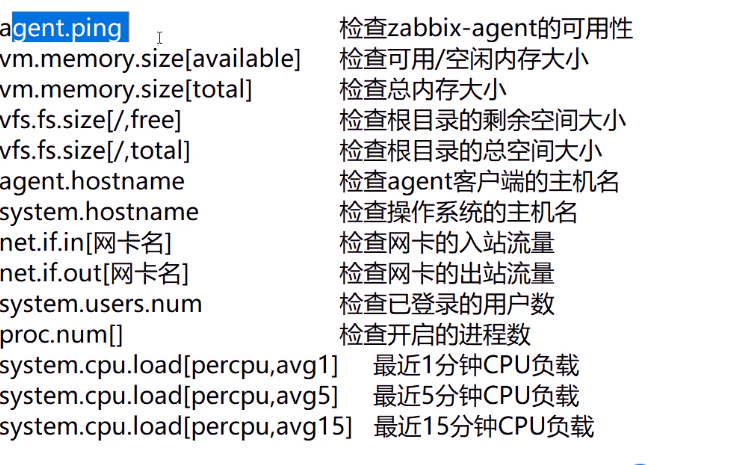 agent.ping 检查zabbix-agent的可用性
vm.memory.size[available] 检查可用/空闲内存大小
vm.memory.size[total] 检查总内存大小
vfs.fs.size[/,free] 检查根目录的剩余空间大小
vfs.fs.size[/,total] 检查根目录的总空间大小
agent.hostname 检查agent客户端的主机名
system.hostname 检查操作系统的主机名
net.if.in[网卡名] 检查网卡的入站流量
net.if.out[网卡名] 检查网卡的出站流量
system.users.num 检查已登录的用户数
proc.num[] 检查开启的进程数
system.cpu.load[percpu,avg1] 最近1分钟CPU负载
system.cpu.load[percpu,avg5] 最近5分钟CPU负载
system.cpu.load[percpu,avg15] 最近15分钟CPU负载